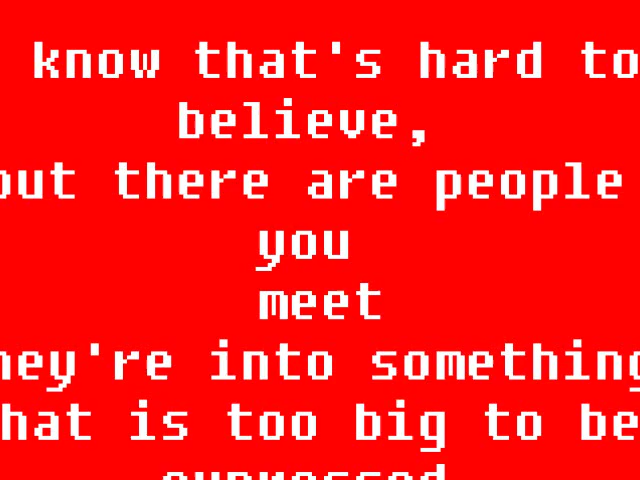 know that's hard to
believe,
but there are people
you
meet
they're into something
that is too big to be
expressed